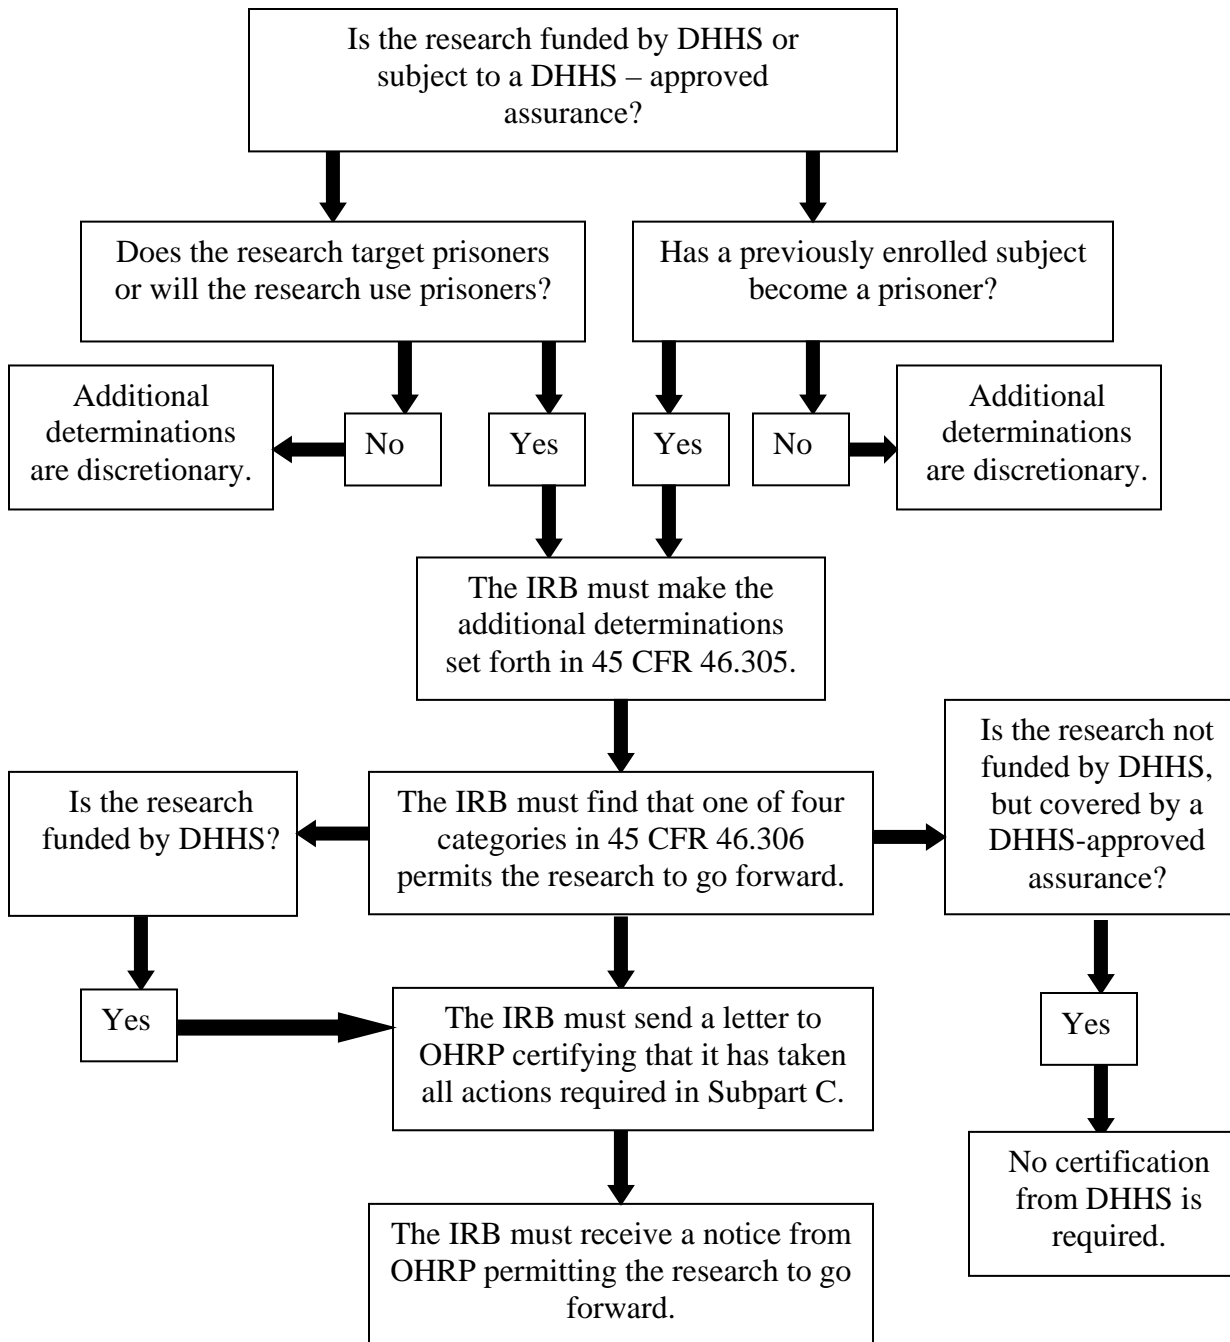 Is the research funded by DHHS or
subject to a DHHS – approved
assurance?
Does the research target prisoners
or will the research use prisoners?
Has a previously enrolled subject
become a prisoner?
Additional
determinations
are discretionary.
No
Yes
Yes
No
Additional
determinations
are discretionary.
The IRB must make the
additional determinations
set forth in 45 CFR 46.305.
Is the research
funded by DHHS?
The IRB must find that one of four
categories in 45 CFR 46.306
permits the research to go forward.
Is the research not
funded by DHHS,
but covered by a
DHHS-approved
assurance?
Yes
The IRB must send a letter to
OHRP certifying that it has taken
all actions required in Subpart C.
Yes
No certification
from DHHS is
required.
The IRB must receive a notice from
OHRP permitting the research to go
forward.